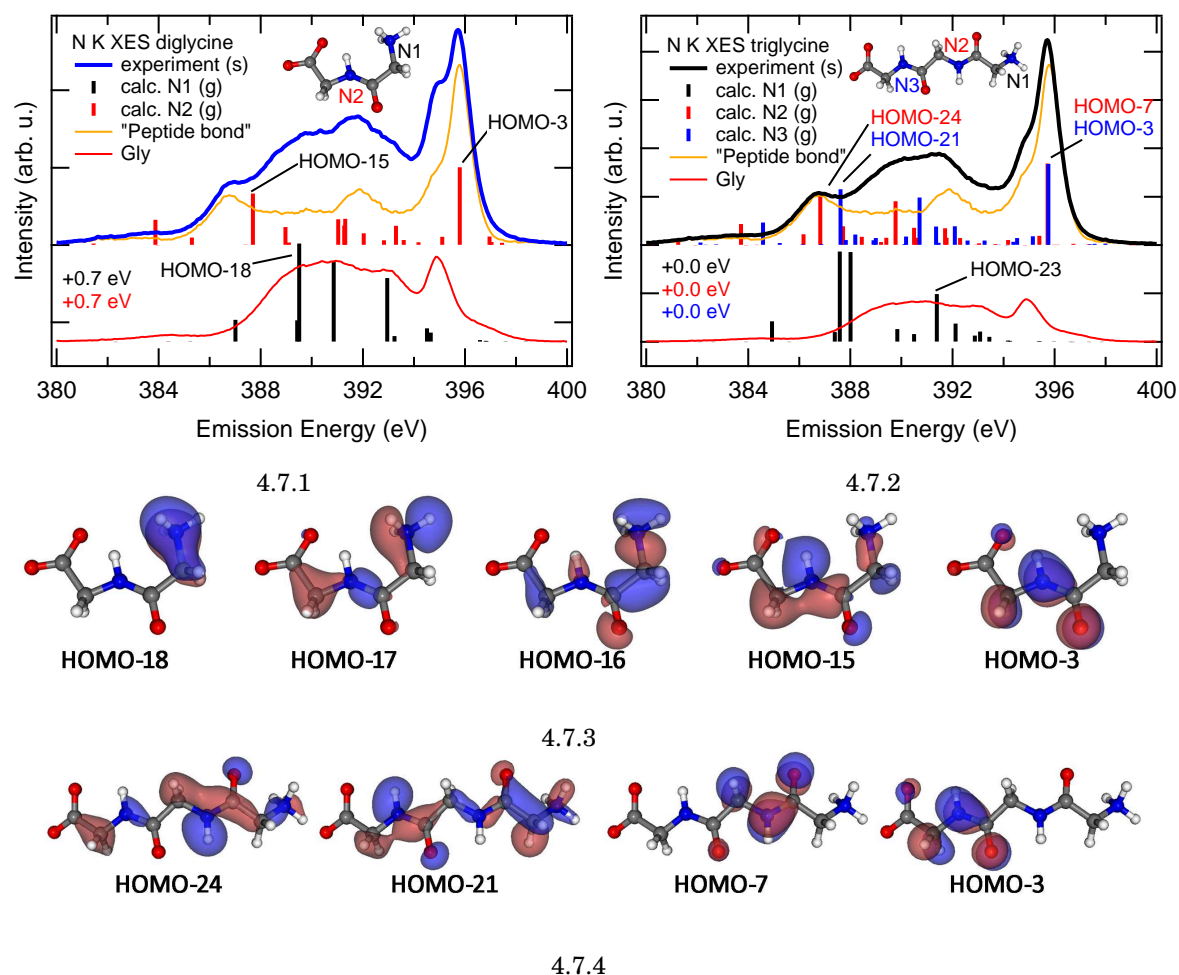 N K XES diglycine
experiment (s)
calc. N1 (g)
calc. N2 (g)
"Peptide bond"
Gly
N1
N2
HOMO-3
HOMO-15
HOMO-18
+0.7 eV
+0.7 eV
Intensity (arb. u.)
380 384 388 392 396 400
Emission Energy (eV)
N K XES triglycine
experiment (s)
calc. N1 (g)
calc. N2 (g)
calc. N3 (g)
"Peptide bond"
Gly
N2
N3
N1
HOMO-24
HOMO-21
HOMO-7
HOMO-3
HOMO-23
+0.0 eV
+0.0 eV
+0.0 eV
Intensity (arb. u.)
380 384 388 392 396 400
Emission Energy (eV)
4.7.1 4.7.2
HOMO-18 HOMO-17 HOMO-16 HOMO-15 HOMO-3
4.7.3
HOMO-24 HOMO-21 HOMO-7 HOMO-3
4.7.4